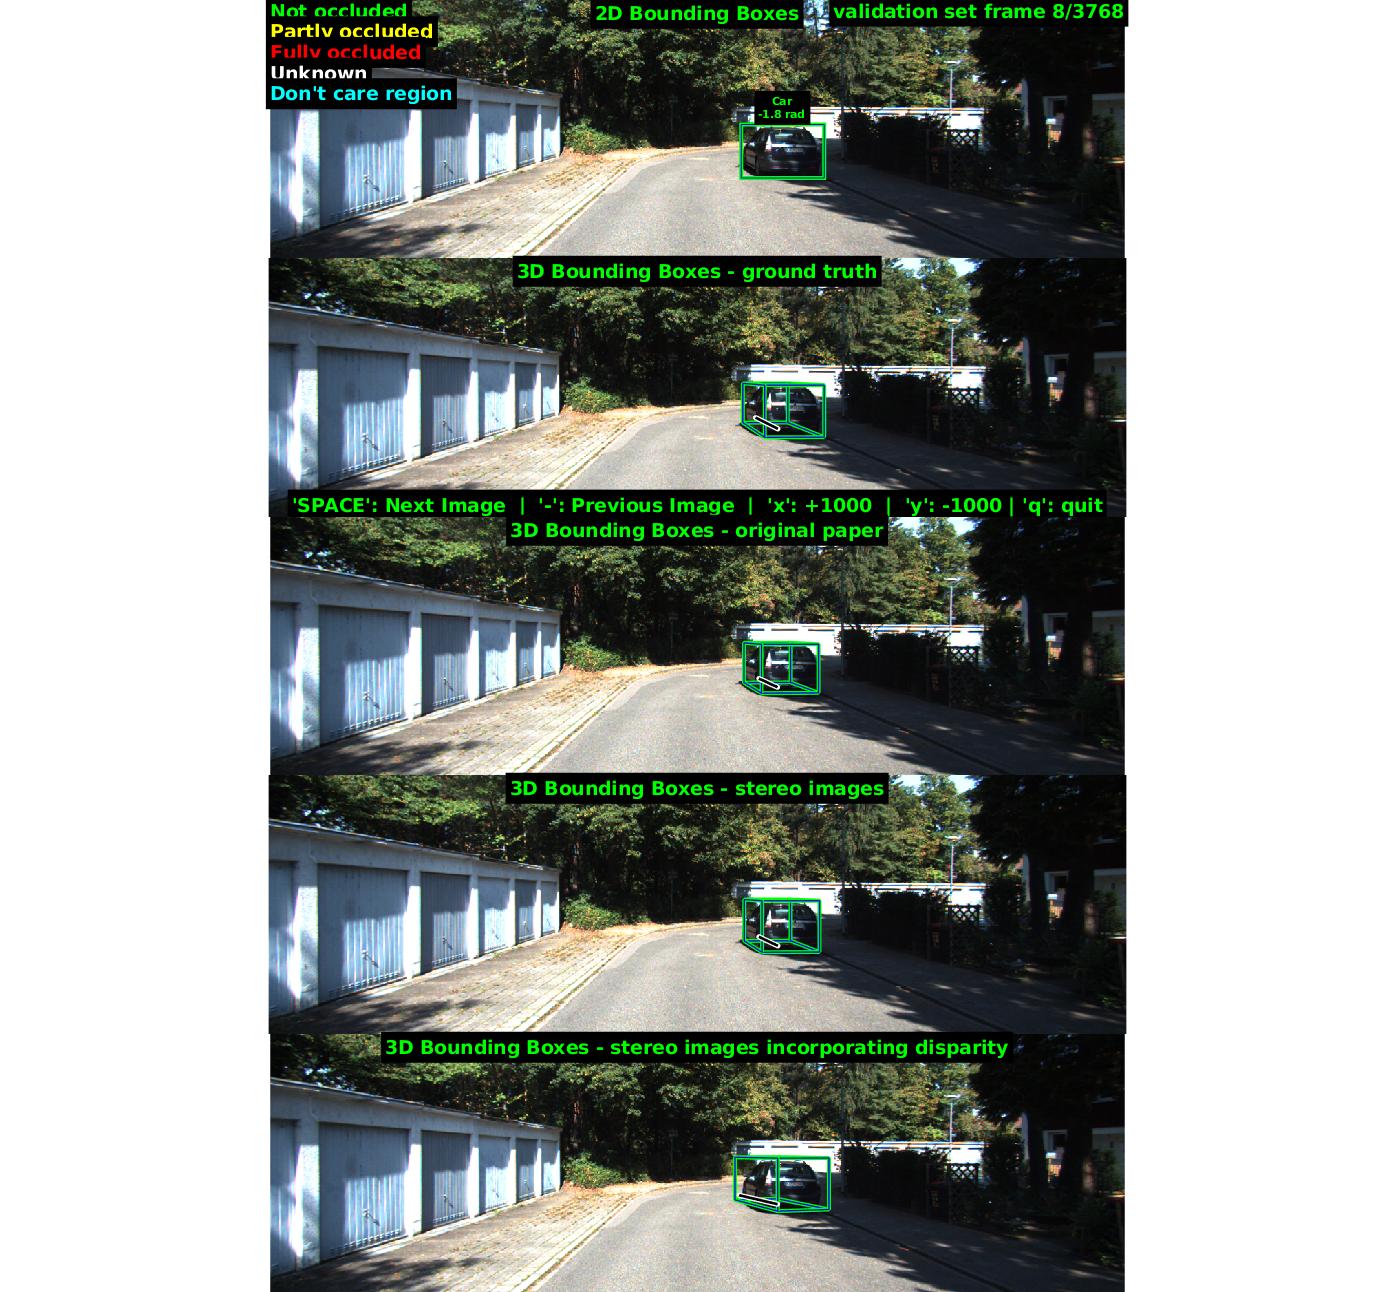 Not occluded
Partly occluded
Fully occluded
Unknown
Don't care region
2D Bounding Boxes
validation set frame 8/3768
Car
-1.8 rad
3D Bounding Boxes - ground truth
'SPACE': Next Image | '-': Previous Image | 'x': +1000 | 'y': -1000 | 'q': quit
3D Bounding Boxes - original paper
3D Bounding Boxes - stereo images
3D Bounding Boxes - stereo images incorporating disparity